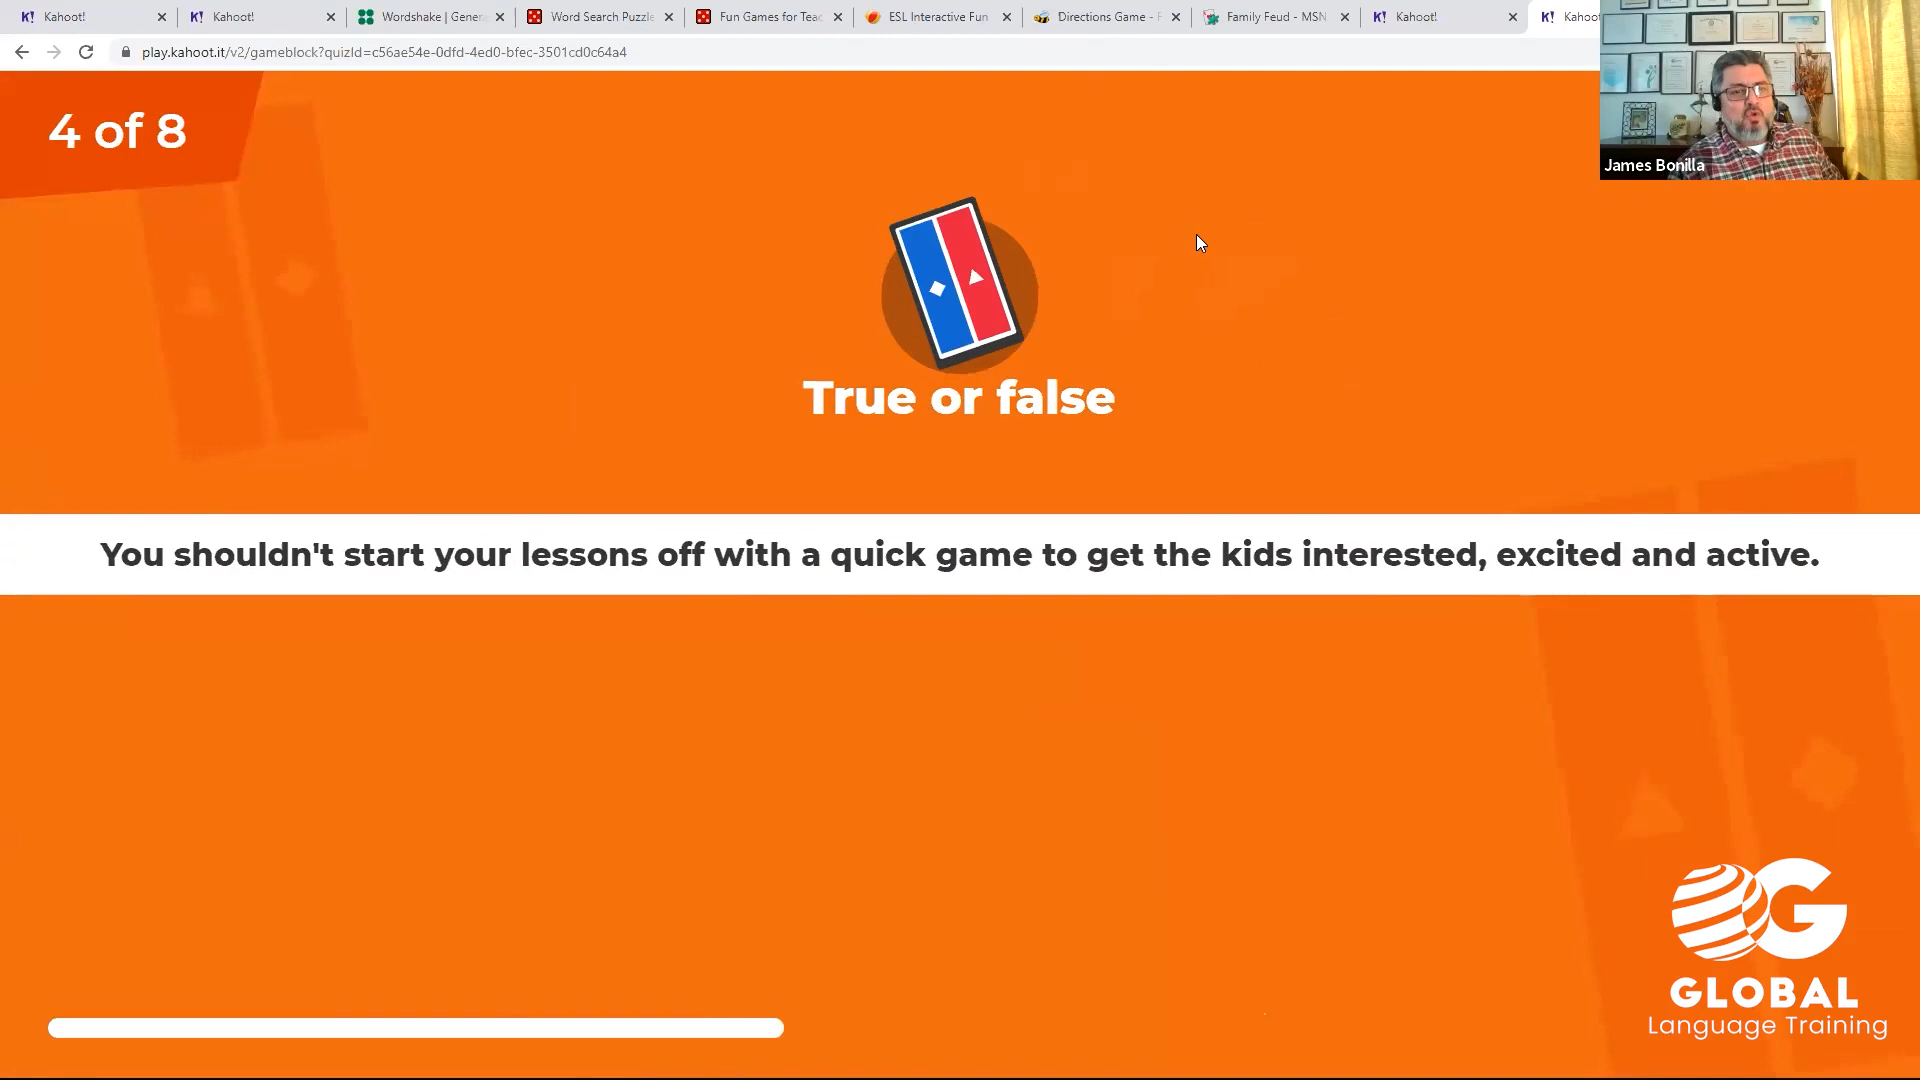 Kahoot!
Kahoot!
Wordshake | Gener
Word Search Puzzle
Fun Games for Teac
ESL Interactive Fun
Directions Game - F
Family Feud - MSN
Kahoot!
Kahoo
play.kahoot.it/v2/gameblock?quizId=c56ae54e-0dfd-4ed0-bfec-3501cd0c64a4
James Bonilla
4 of 8
True or false
You shouldn't start your lessons off with a quick game to get the kids interested, excited and active.
GLOBAL
Language Training